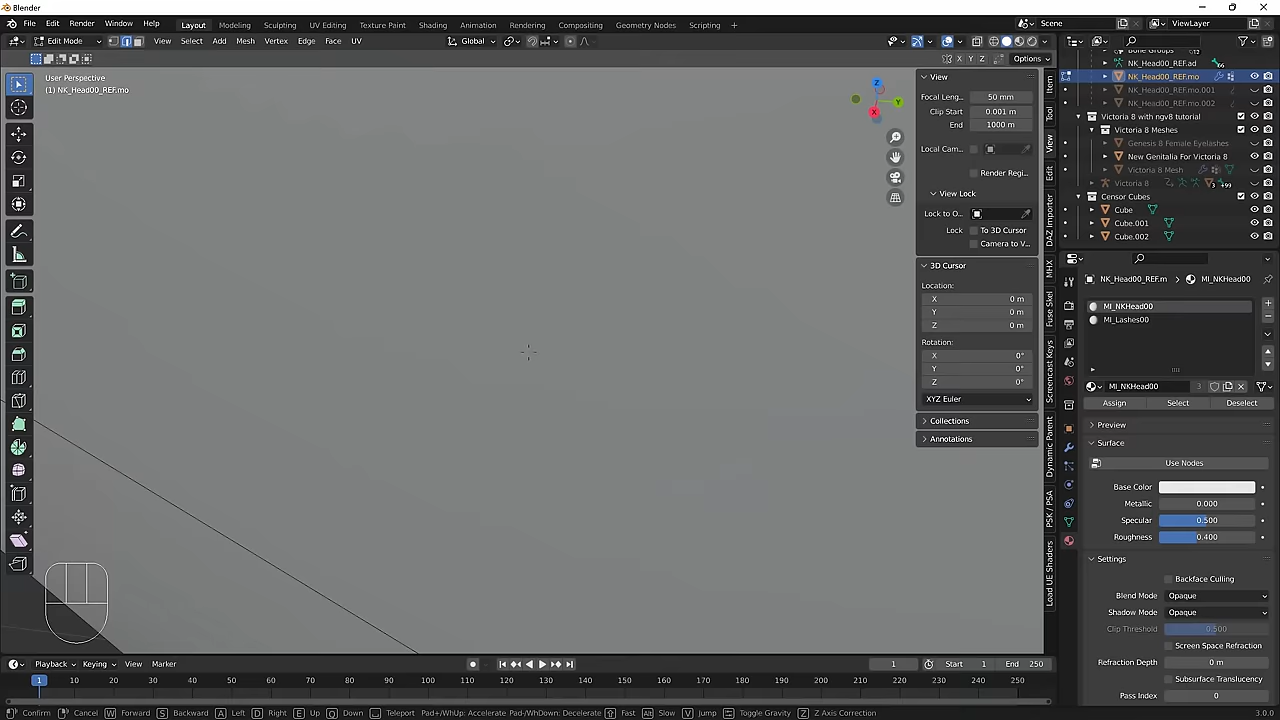 Blender
File Edit Render Window Help Layout Modeling Sculpting UV Editing Texture Paint Shading Animation Rendering Compositing Geometry Nodes Scripting + Scene ViewLayer
Edit Mode View Select Add Mesh Vertex Edge Face UV Global
X Y Z Options
User Perspective
(1) NK_Head00_REF.mo
Z
Y
X
View
Focal Leng... 50 mm
Clip Start 0.001 m
End 1000 m
Local Cam...
Render Regi...
View Lock
Lock to O...
Lock To 3D Cursor
Camera to V...
3D Cursor
Location:
X 0 m
Y 0 m
Z 0 m
Rotation:
X 0°
Y 0°
Z 0°
XYZ Euler
Collections
Annotations
Item
Tool
View
Edit
DAZ Importer
MHX
Fuse Skel
Screencast Keys
Dynamic Parent
PSK / PSA
Load UE Shaders
Bone Groups
NK_Head00_REF.ad
NK_Head00_REF.mo
NK_Head00_REF.mo.001
NK_Head00_REF.mo.002
Victoria 8 with ngv8 tutorial
Victoria 8 Meshes
Genesis 8 Female Eyelashes
New Genitalia For Victoria 8
Victoria 8 Mesh
Victoria 8
Censor Cubes
Cube
Cube.001
Cube.002
NK_Head00_REF.m MI_NKHead00
MI_NKHead00
MI_Lashes00
MI_NKHead00 3
Assign Select Deselect
Preview
Surface
Use Nodes
Base Color
Metallic 0.000
Specular 0.500
Roughness 0.400
Settings
Backface Culling
Blend Mode Opaque
Shadow Mode Opaque
Clip Threshold 0.500
Screen Space Refraction
Refraction Depth 0 m
Subsurface Translucency
Pass Index 0
Playback Keying View Marker 1 Start 1 End 250
1 10 20 30 40 50 60 70 80 90 100 110 120 130 140 150 160 170 180 190 200 210 220 230 240 250
Confirm Cancel W Forward S Backward A Left D Right E Up Q Down Teleport Pad+/WhUp: Accelerate Pad-/WhDown: Decelerate Fast Alt Slow V Jump Toggle Gravity Z Z Axis Correction 3.0.0